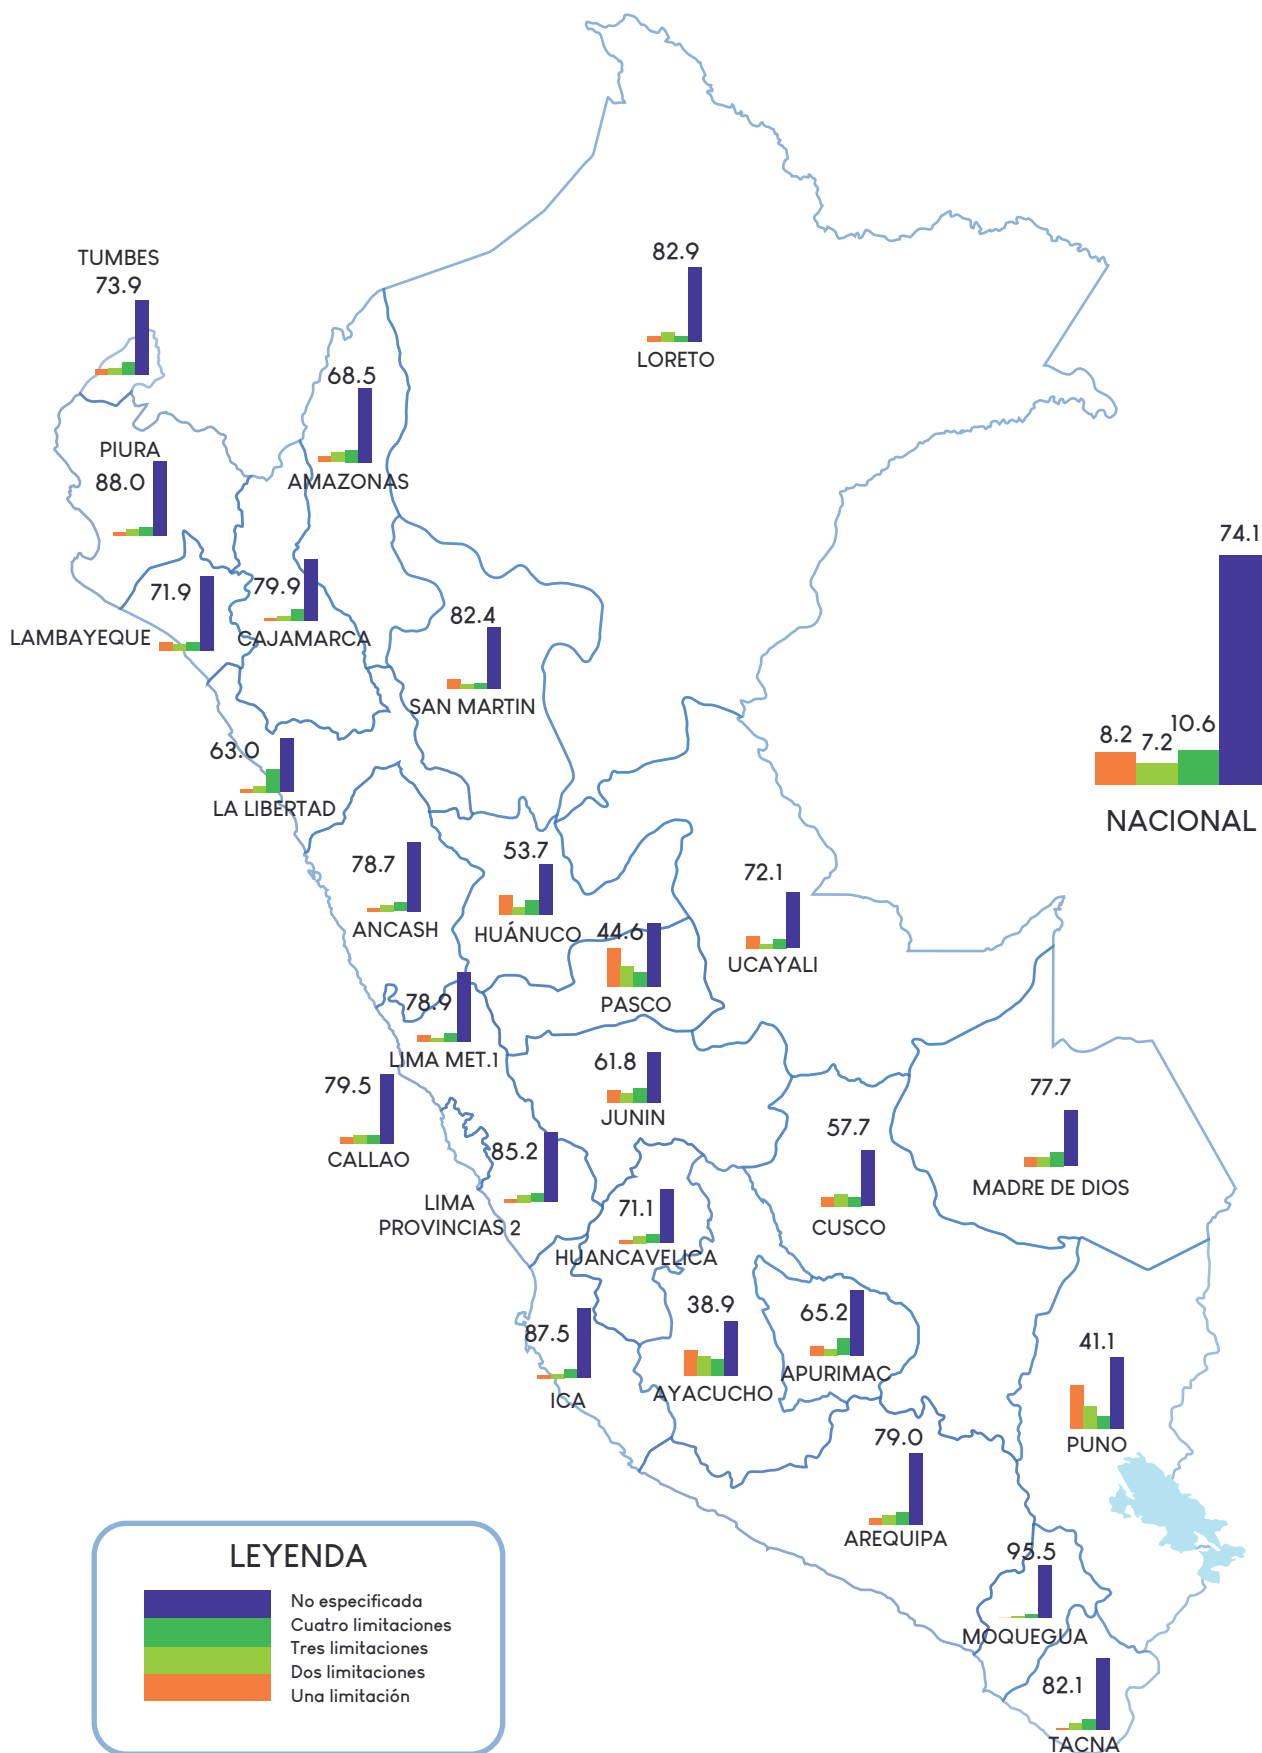 TUMBES
73.9
82.9
LORETO
68.5
AMAZONAS
PIURA
88.0
74.1
8.2
7.2
10.6
NACIONAL
71.9
LAMBAYEQUE
79.9
CAJAMARCA
82.4
SAN MARTIN
63.0
LA LIBERTAD
78.7
ANCASH
53.7
HUÁNUCO
44.6
PASCO
72.1
UCAYALI
78.9
LIMA MET.1
79.5
CALLAO
61.8
JUNIN
77.7
MADRE DE DIOS
57.7
CUSCO
85.2
LIMA
PROVINCIAS 2
71.1
HUANCAVELICA
87.5
ICA
38.9
AYACUCHO
65.2
APURIMAC
41.1
PUNO
79.0
AREQUIPA
95.5
MOQUEGUA
82.1
TACNA
LEYENDA
No especificada
Cuatro limitaciones
Tres limitaciones
Dos limitaciones
Una limitación